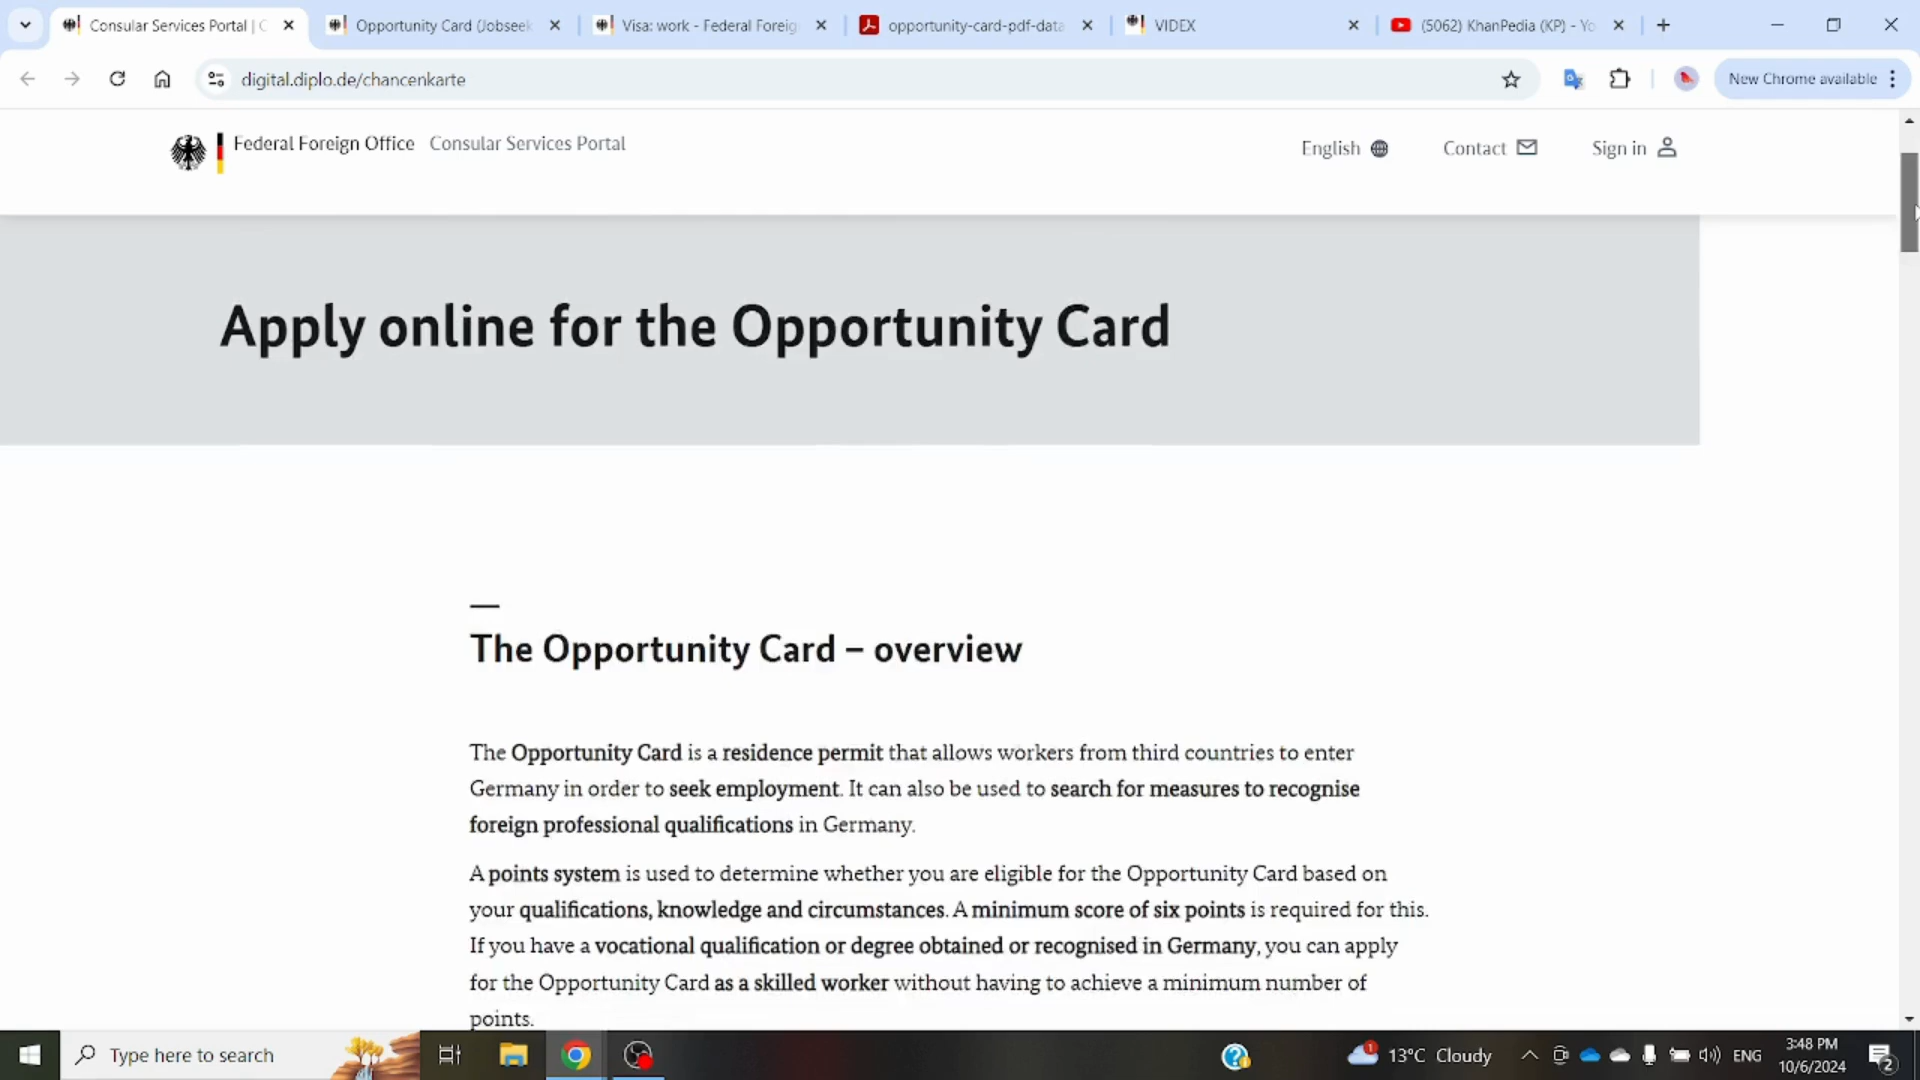 Consular Services Portal | C
Opportunity Card (Jobseek
Visa: work - Federal Foreig
opportunity-card-pdf-data
VIDEX
(5062) KhanPedia (KP) - Yo
digital.diplo.de/chancenkarte
New Chrome available
Federal Foreign Office Consular Services Portal
English
Contact
Sign in
Apply online for the Opportunity Card
The Opportunity Card – overview
The Opportunity Card is a residence permit that allows workers from third countries to enter
Germany in order to seek employment. It can also be used to search for measures to recognise
foreign professional qualifications in Germany.
A points system is used to determine whether you are eligible for the Opportunity Card based on
your qualifications, knowledge and circumstances. A minimum score of six points is required for this.
If you have a vocational qualification or degree obtained or recognised in Germany, you can apply
for the Opportunity Card as a skilled worker without having to achieve a minimum number of
points.
Type here to search
1
13°C Cloudy
ENG
3:48 PM
10/6/2024
2